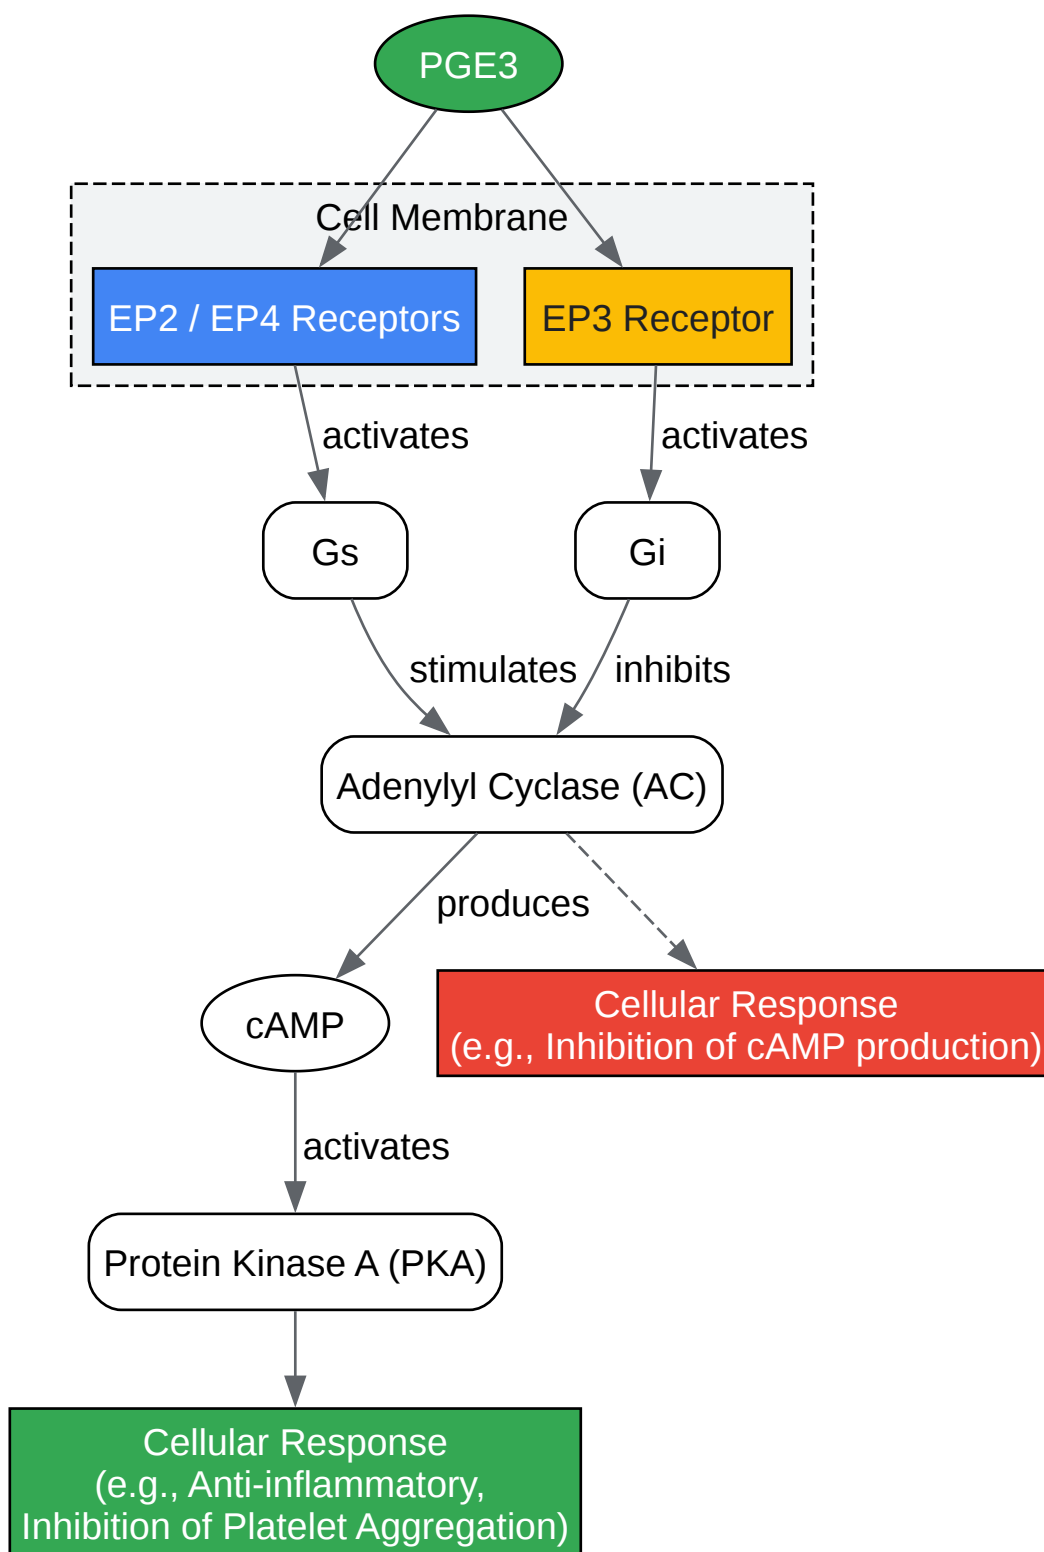 PGE3
Cell Membrane
EP2 / EP4 Receptors
EP3 Receptor
activates
activates
Gs
Gi
stimulates
inhibits
Adenylyl Cyclase (AC)
produces
cAMP
Cellular Response
(e.g., Inhibition of cAMP production)
activates
Protein Kinase A (PKA)
Cellular Response
(e.g., Anti-inflammatory,
Inhibition of Platelet Aggregation)